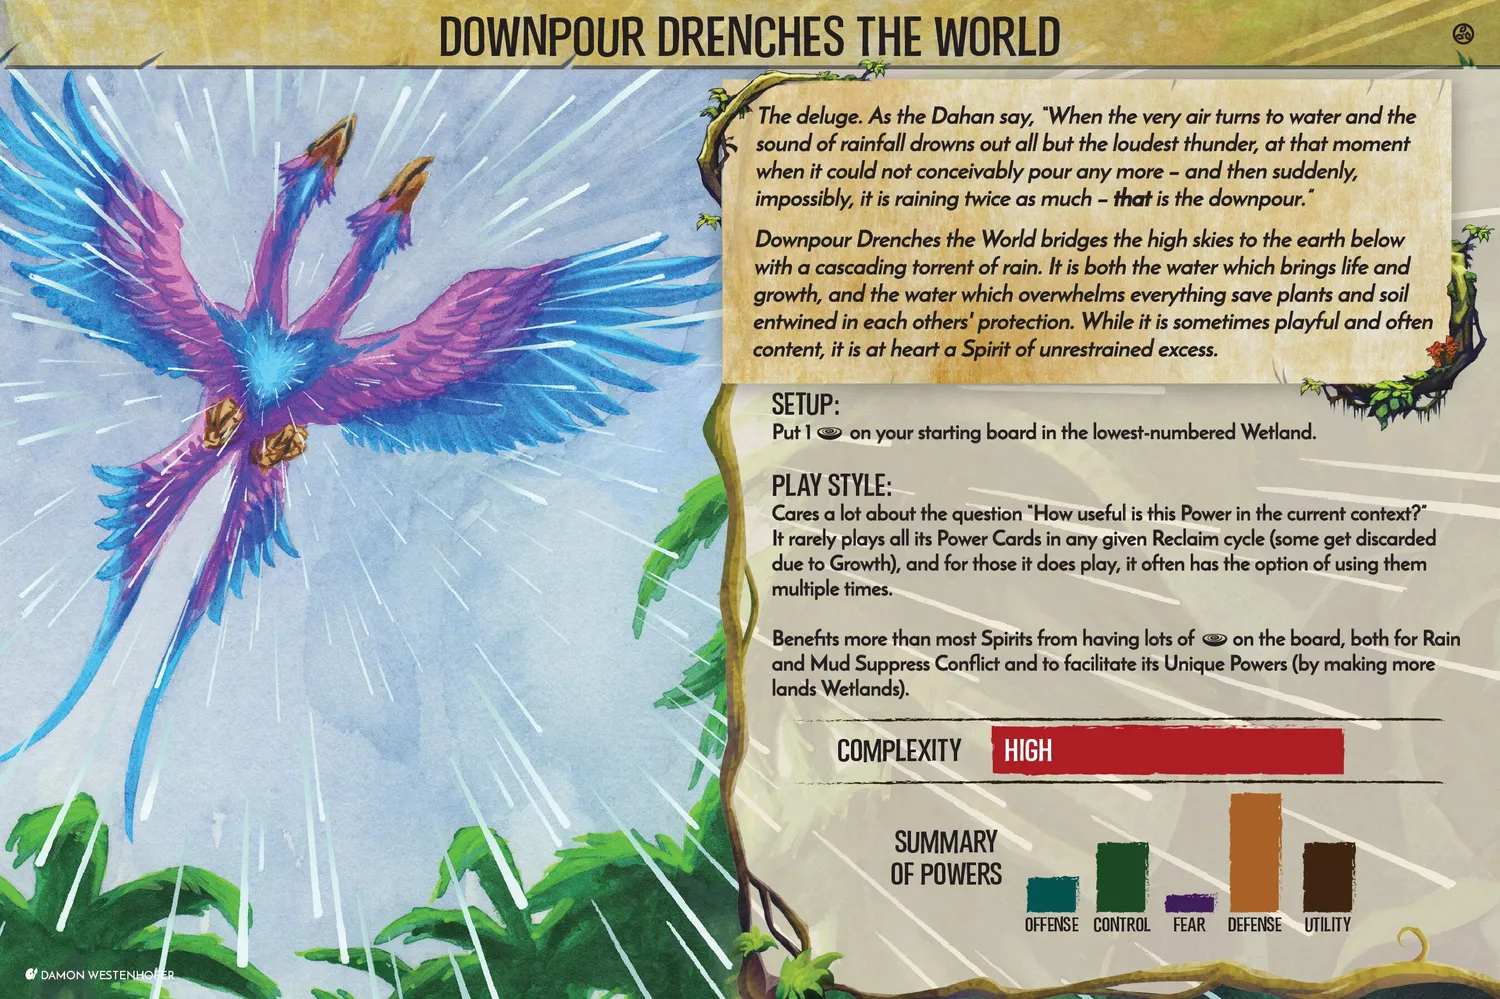 DOWNPOUR DRENCHES THE WORLD
The deluge. As the Dahan say, "When the very air turns to water and the
sound of rainfall drowns out all but the loudest thunder, at that moment
when it could not conceivably pour any more – and then suddenly,
impossibly, it is raining twice as much – that is the downpour."
Downpour Drenches the World bridges the high skies to the earth below
with a cascading torrent of rain. It is both the water which brings life and
growth, and the water which overwhelms everything save plants and soil
entwined in each others' protection. While it is sometimes playful and often
content, it is at heart a Spirit of unrestrained excess.
SETUP:
Put 1 on your starting board in the lowest-numbered Wetland.
PLAY STYLE:
Cares a lot about the question "How useful is this Power in the current context?"
It rarely plays all its Power Cards in any given Reclaim cycle (some get discarded
due to Growth), and for those it does play, it often has the option of using them
multiple times.
Benefits more than most Spirits from having lots of on the board, both for Rain
and Mud Suppress Conflict and to facilitate its Unique Powers (by making more
lands Wetlands).
COMPLEXITY HIGH
SUMMARY
OF POWERS
OFFENSE CONTROL FEAR DEFENSE UTILITY
DAMON WESTENHOFER